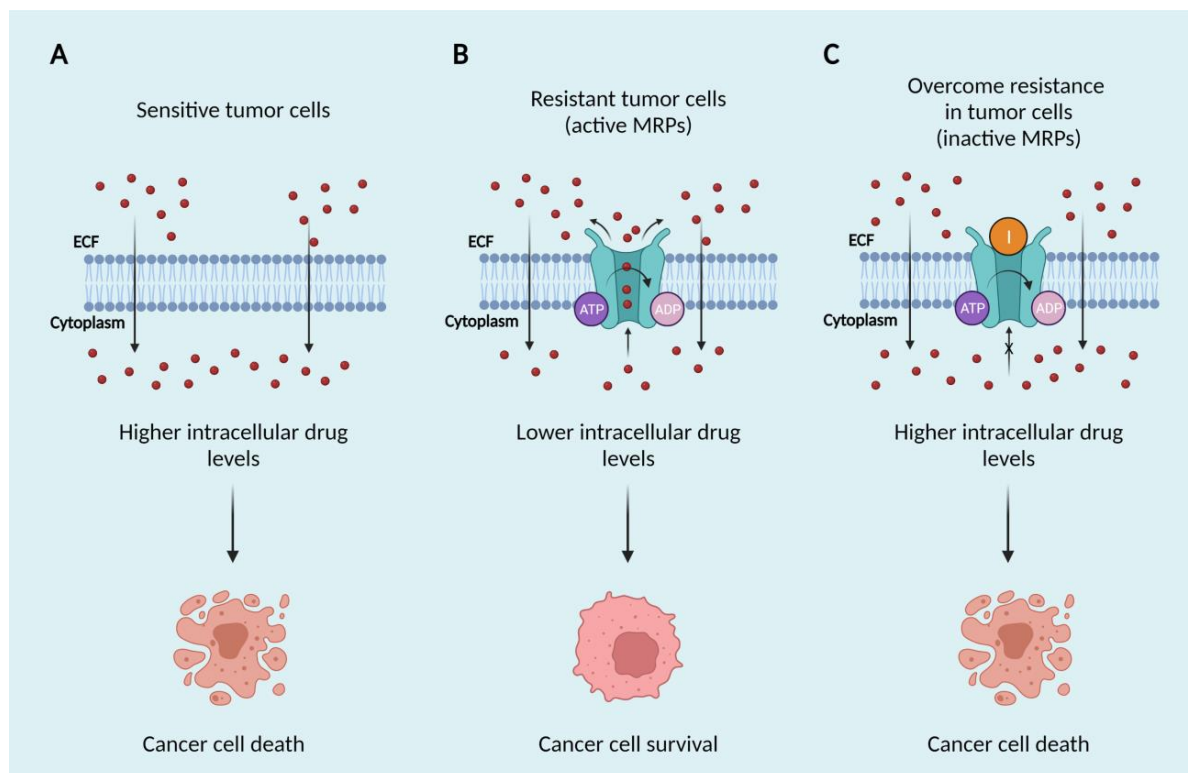 A
Sensitive tumor cells
ECF
Cytoplasm
Higher intracellular drug
levels
Cancer cell death
B
Resistant tumor cells
(active MRPs)
ECF
ATP
ADP
Cytoplasm
Lower intracellular drug
levels
Cancer cell survival
C
Overcome resistance
in tumor cells
(inactive MRPs)
I
ECF
ATP
ADP
Cytoplasm
X
Higher intracellular drug
levels
Cancer cell death